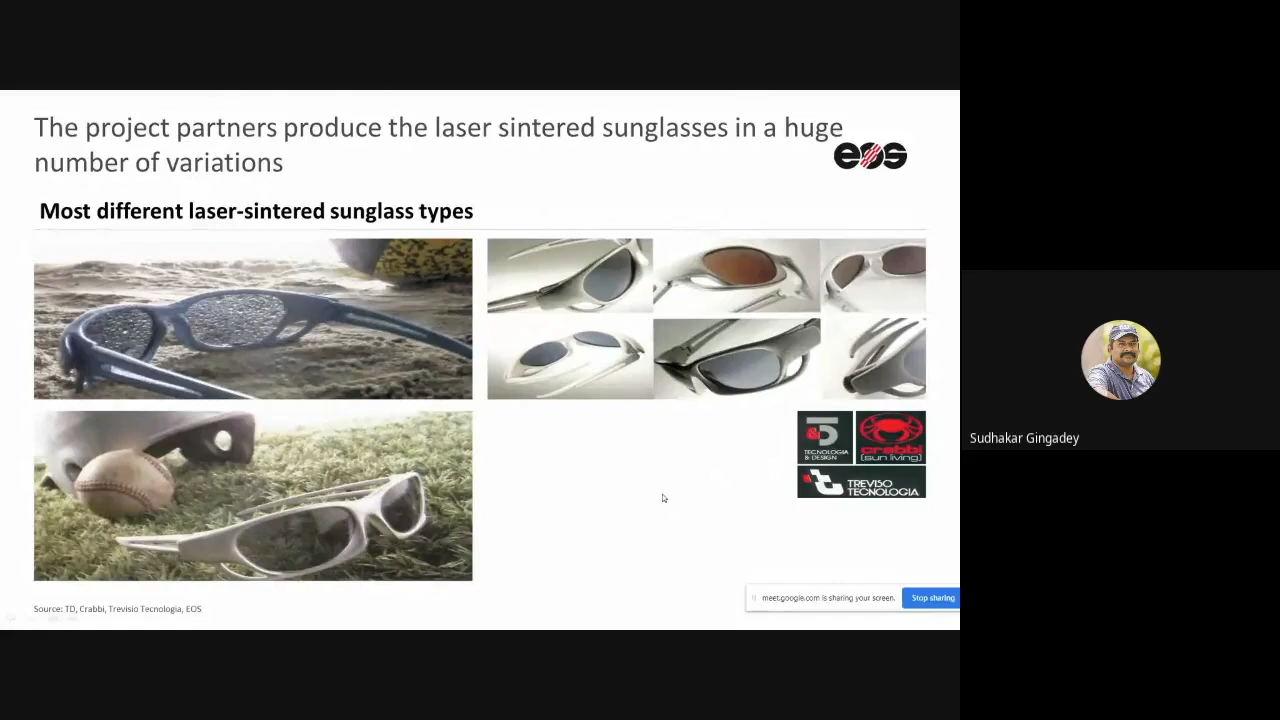 The project partners produce the laser sintered sunglasses in a huge
number of variations
eos
Most different laser-sintered sunglass types
&
TECNOLOGIA
& DESIGN
crabbi
[sun living]
TREVISO
TECNOLOGIA
Sudhakar Gingadey
meet.google.com is sharing your screen.
Stop sharing
Source: TD, Crabbi, Trevisio Tecnologia, EOS